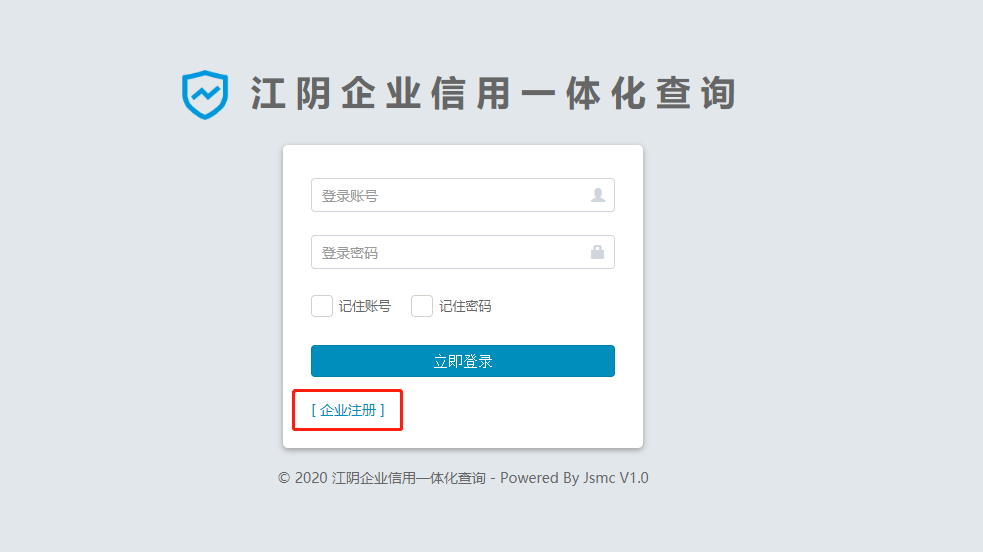 江阴企业信用一体化查询
登录账号
登录密码
记住账号 记住密码
立即登录
[ 企业注册 ]
© 2020 江阴企业信用一体化查询 - Powered By Jsmc V1.0